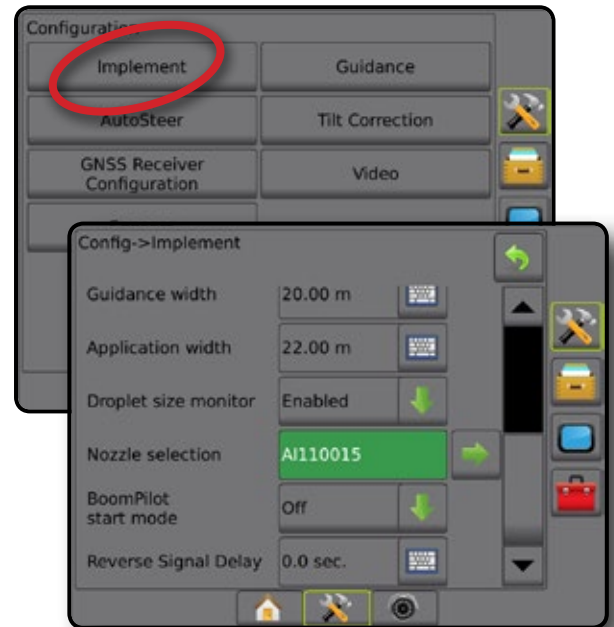 Configuration
Implement
Guidance
AutoSteer
Tilt Correction
GNSS Receiver
Configuration
Video
Config->Implement
Guidance width
20.00 m
Application width
22.00 m
Droplet size monitor
Enabled
Nozzle selection
AI110015
BoomPilot
start mode
Off
Reverse Signal Delay
0.0 sec.